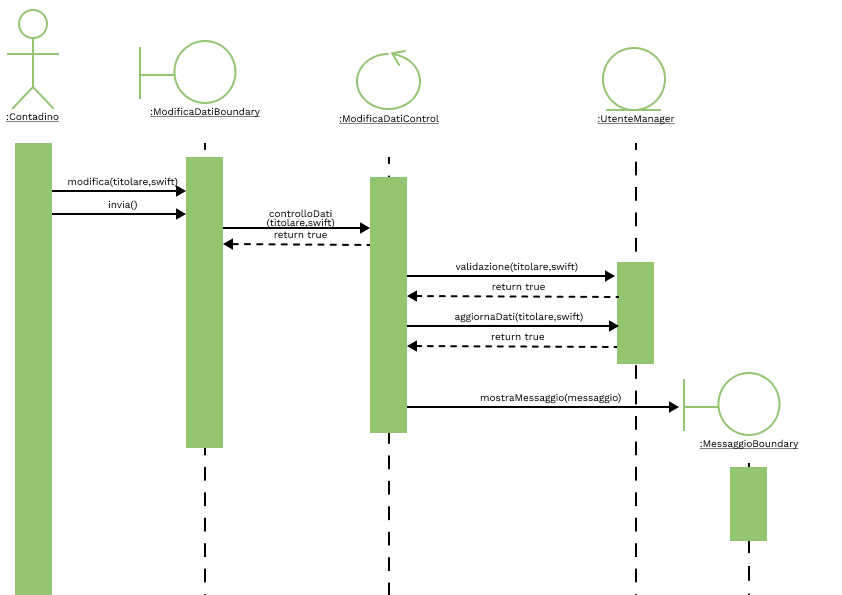 :Contadino
:ModificaDatiBoundary
:ModificaDatiControl
:UtenteManager
modifica(titolare,swift)
invia()
controlloDati
(titolare,swift)
return true
validazione(titolare,swift)
return true
aggiornaDati(titolare,swift)
return true
mostraMessaggio(messaggio)
:MessaggioBoundary